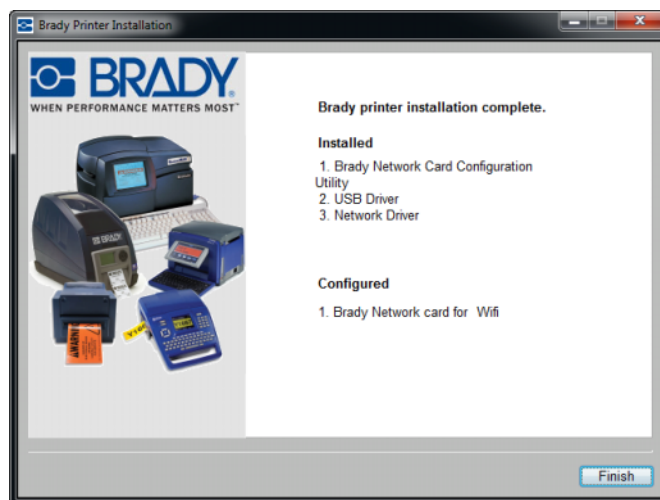 Brady Printer Installation
BRADY
WHEN PERFORMANCE MATTERS MOST™
Brady printer installation complete.
Installed
1. Brady Network Card Configuration
Utility
2. USB Driver
3. Network Driver
Configured
1. Brady Network card for Wifi
Finish